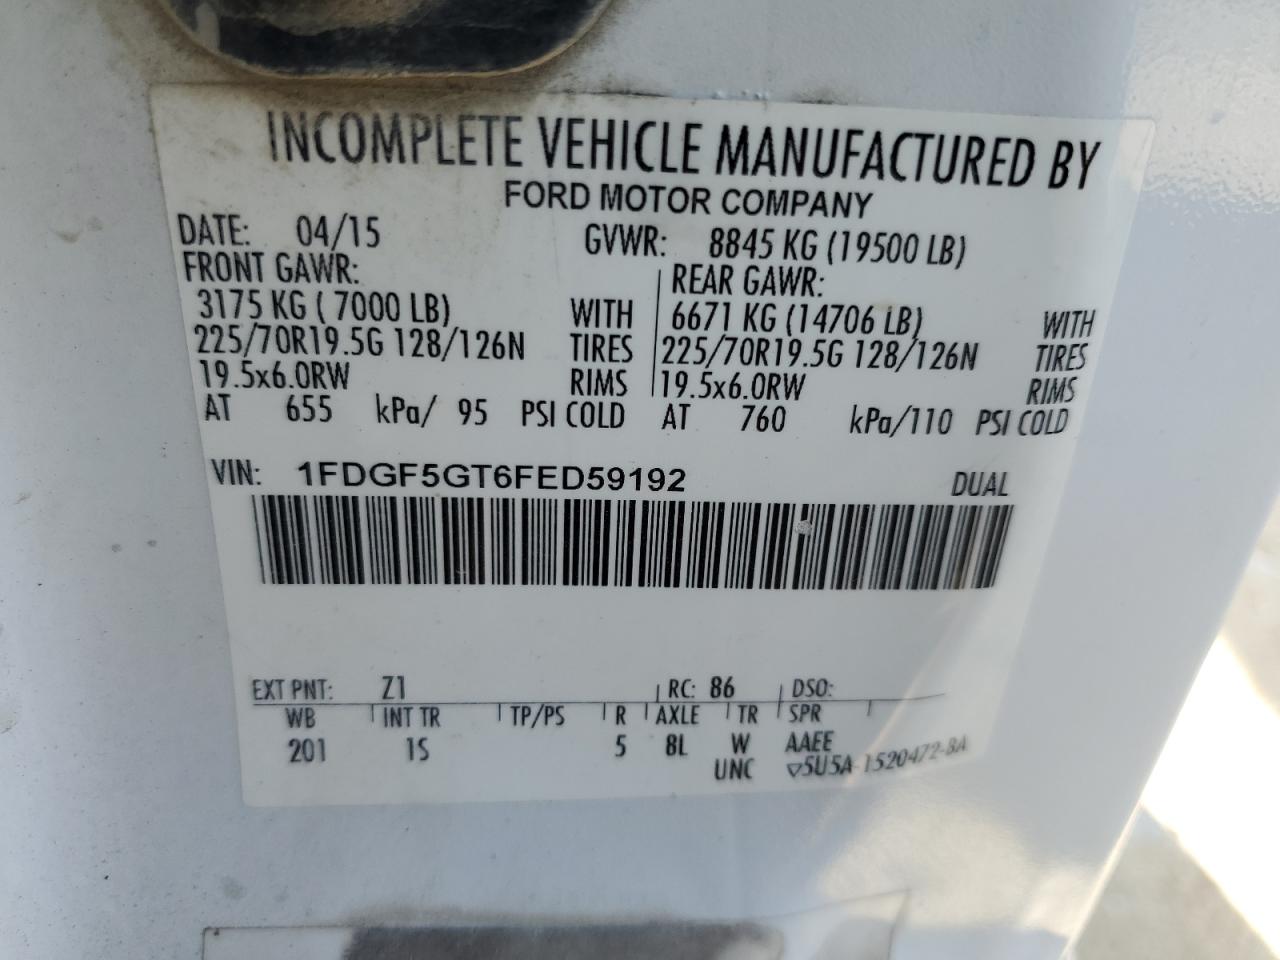 INCOMPLETE VEHICLE MANUFACTURED BY
FORD MOTOR COMPANY
DATE: 04/15 GVWR: 8845 KG (19500 LB)
FRONT GAWR: REAR GAWR:
3175 KG ( 7000 LB) WITH 6671 KG (14706 LB) WITH
225/70R19.5G 128/126N TIRES 225/70R19.5G 128/126N TIRES
19.5x6.0RW RIMS 19.5x6.0RW RIMS
AT 655 kPa/ 95 PSI COLD AT 760 kPa/110 PSI COLD
VIN: 1FDGF5GT6FED59192 DUAL
EXT PNT: Z1 RC: 86 DSO:
WB INT TR TP/PS R AXLE TR SPR
201 1S 5 8L W AAEE
UNC ▽5U5A-1520472-BA